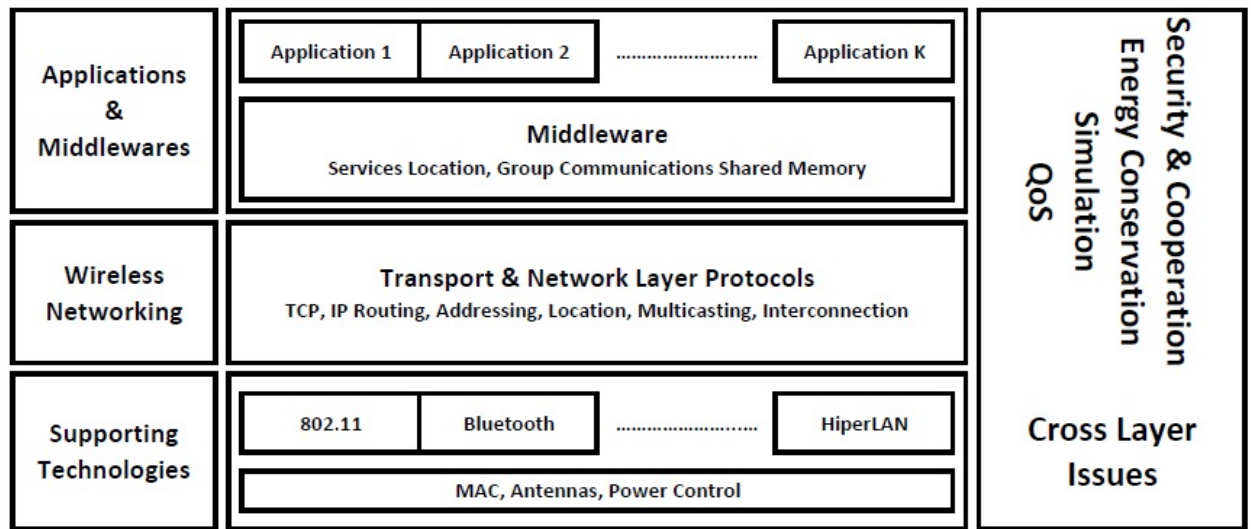 Applications
&
Middlewares
Application 1
Application 2
........................
Application K
Middleware
Services Location, Group Communications Shared Memory
Wireless
Networking
Transport & Network Layer Protocols
TCP, IP Routing, Addressing, Location, Multicasting, Interconnection
Supporting
Technologies
802.11
Bluetooth
........................
HiperLAN
MAC, Antennas, Power Control
Security & Cooperation
Energy Conservation
Simulation
QoS
Cross Layer
Issues